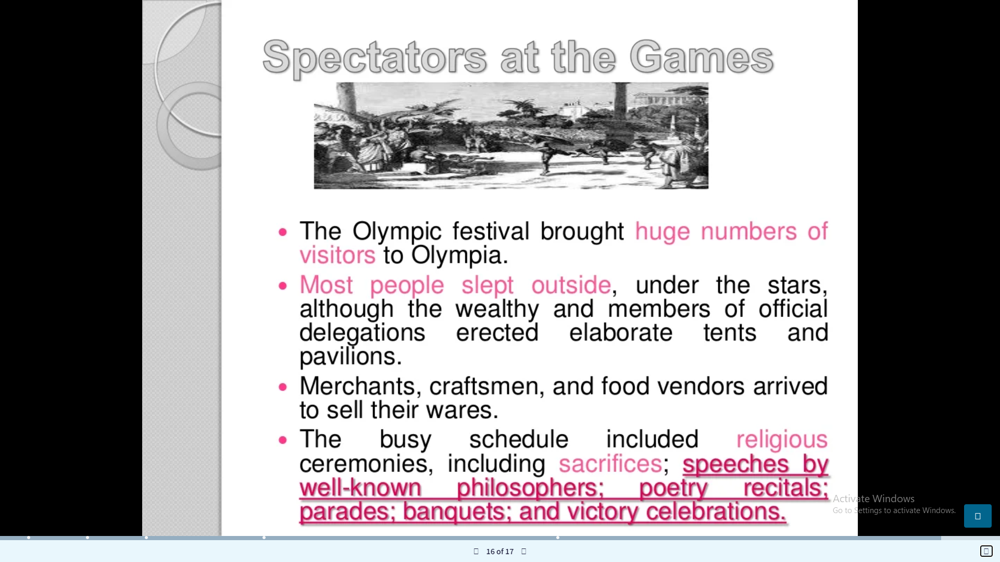 Spectators at the Games
• The Olympic festival brought huge numbers of
visitors to Olympia.
• Most people slept outside, under the stars,
although the wealthy and members of official
delegations erected elaborate tents and
pavilions.
• Merchants, craftsmen, and food vendors arrived
to sell their wares.
• The busy schedule included religious
ceremonies, including sacrifices; speeches by
well-known philosophers; poetry recitals;
parades; banquets; and victory celebrations.
Activate Windows
Go to Settings to activate Windows.
16 of 17